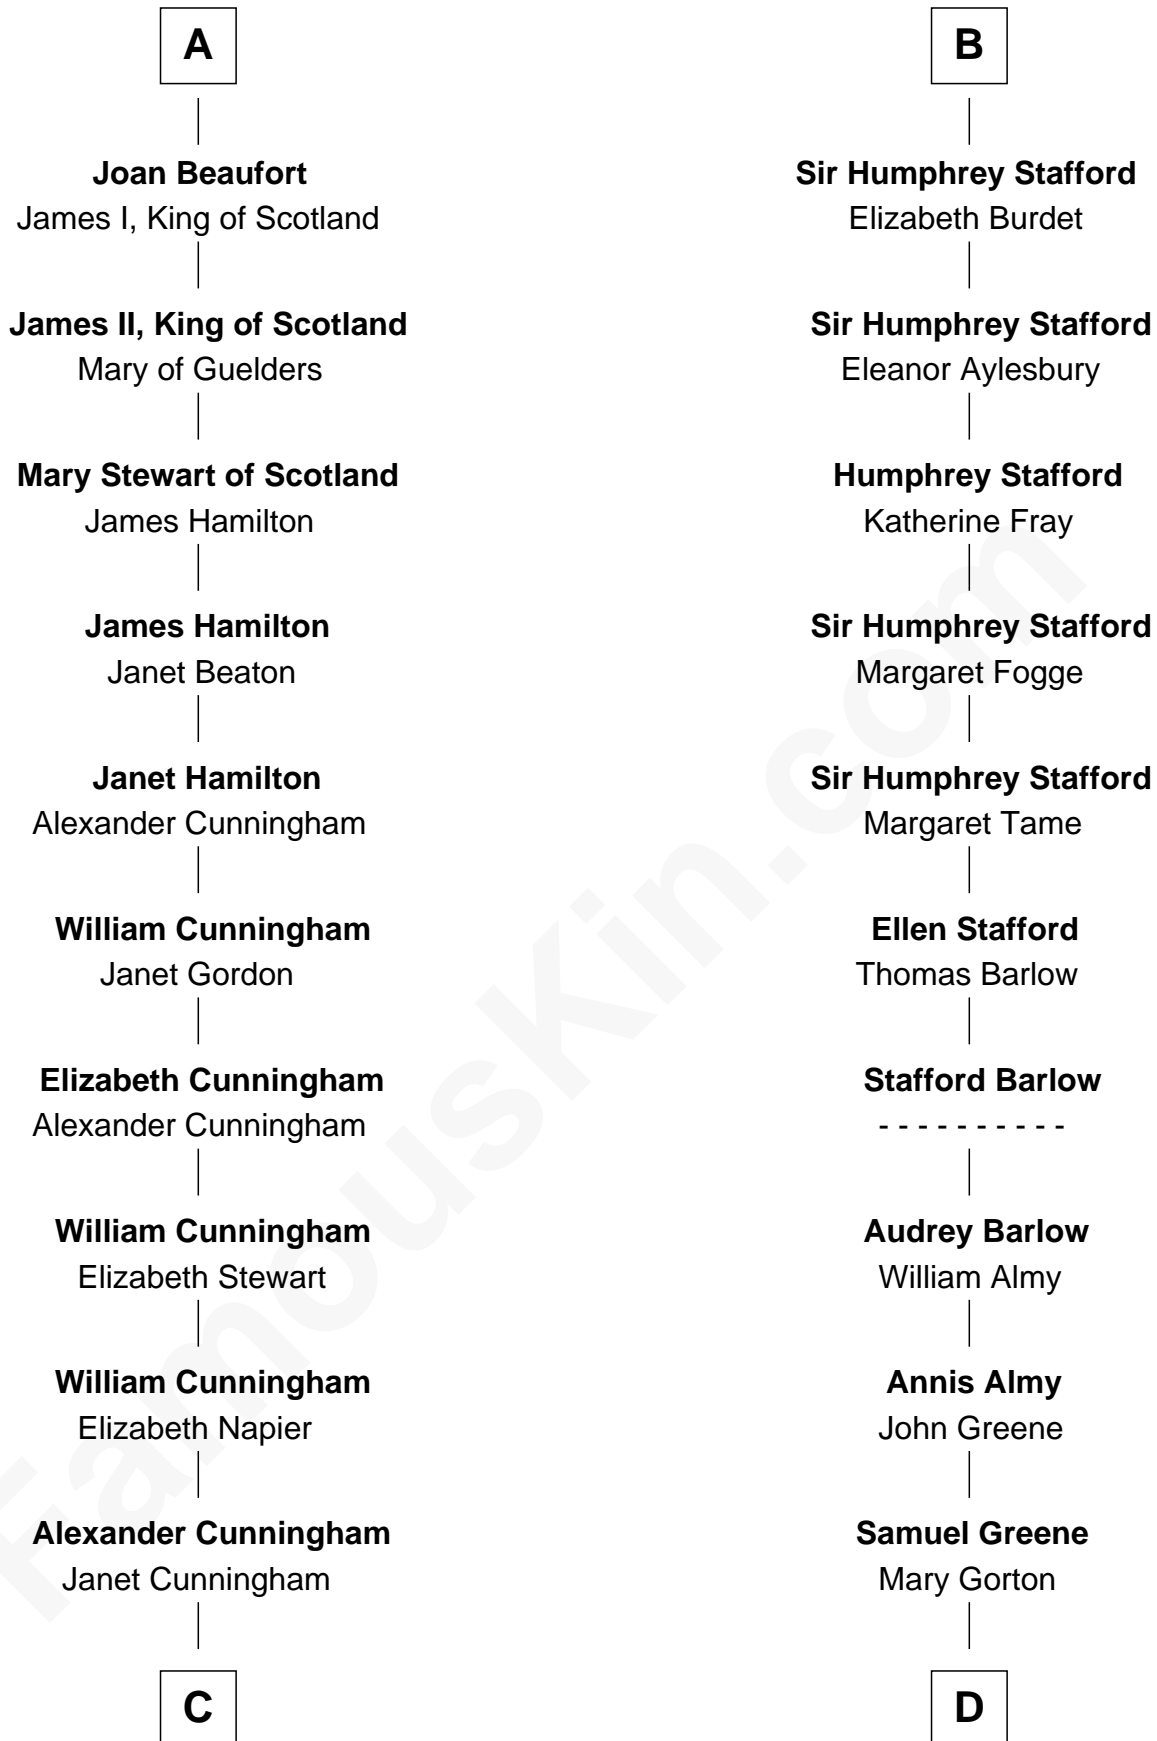 A
Joan Beaufort
James I, King of Scotland
James II, King of Scotland
Mary of Guelders
Mary Stewart of Scotland
James Hamilton
James Hamilton
Janet Beaton
Janet Hamilton
Alexander Cunningham
William Cunningham
Janet Gordon
Elizabeth Cunningham
Alexander Cunningham
William Cunningham
Elizabeth Stewart
William Cunningham
Elizabeth Napier
Alexander Cunningham
Janet Cunningham
C
B
Sir Humphrey Stafford
Elizabeth Burdet
Sir Humphrey Stafford
Eleanor Aylesbury
Humphrey Stafford
Katherine Fray
Sir Humphrey Stafford
Margaret Fogge
Sir Humphrey Stafford
Margaret Tame
Ellen Stafford
Thomas Barlow
Stafford Barlow
- - - - - - - - - -
Audrey Barlow
William Almy
Annis Almy
John Greene
Samuel Greene
Mary Gorton
D
FamousKin.com